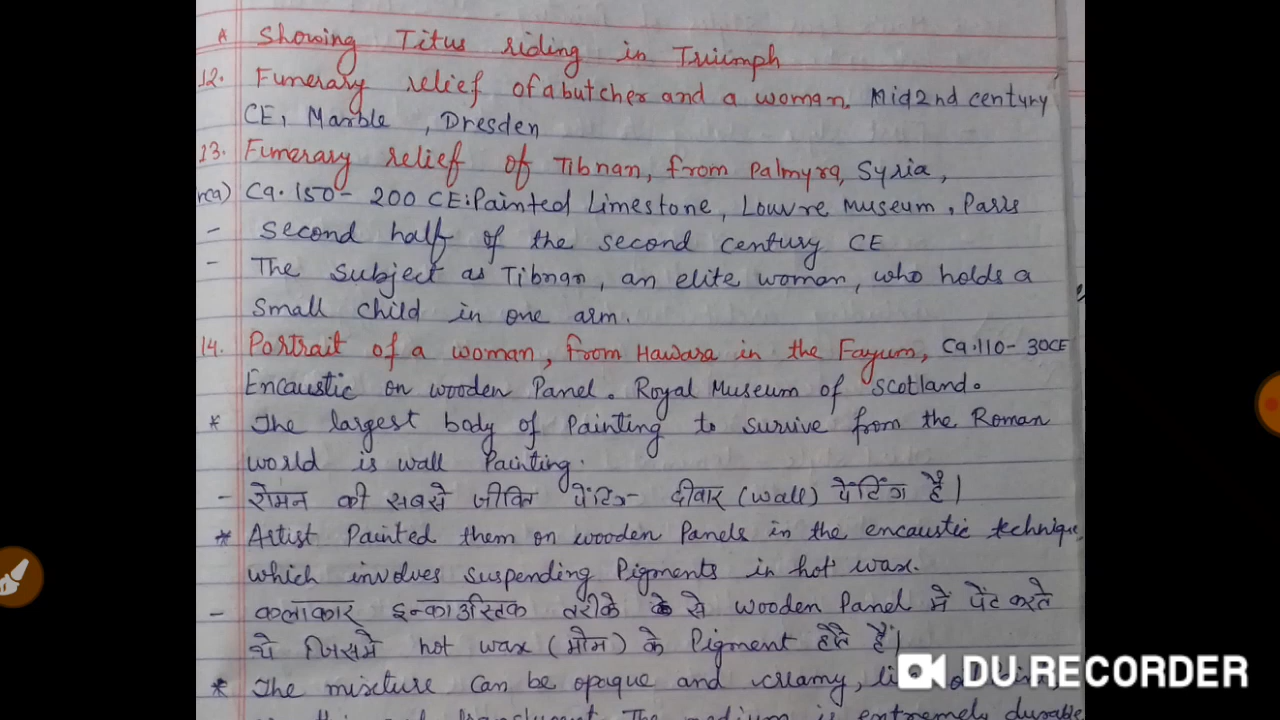 * Showing Titus riding in Triumph
12. Funerary relief of a butcher and a woman. Mid 2nd century
CE, Marble , Dresden
13. Funerary relief of Tibnan, from Palmyra, Syria,
Ca. 150- 200 CE: Painted Limestone, Louvre Museum, Paris
- Second half of the second century CE
- The subject as Tibnan, an elite woman, who holds a
Small child in one arm.
14. Portrait of a woman, from Hawara in the Fayum, Ca. 110-30CE
Encaustic on wooden Panel. Royal Museum of Scotland.
* The largest body of Painting to survive from the Roman
world is wall Painting.
- रोमन की सबसे जीवित पेंटिंग- दीवार (wall) पेंटिंग है।
* Artist Painted them on wooden Panels in the encaustic technique
which involves suspending Pigments in hot wax.
- कलाकार इन्काउस्तिक तरीके से wooden Panel में पेंट करते
थे जिसमे hot wax (मोम) के Pigment होते हैं।
* The mixture can be opaque and creamy,
The medium is extremely durable
DU RECORDER